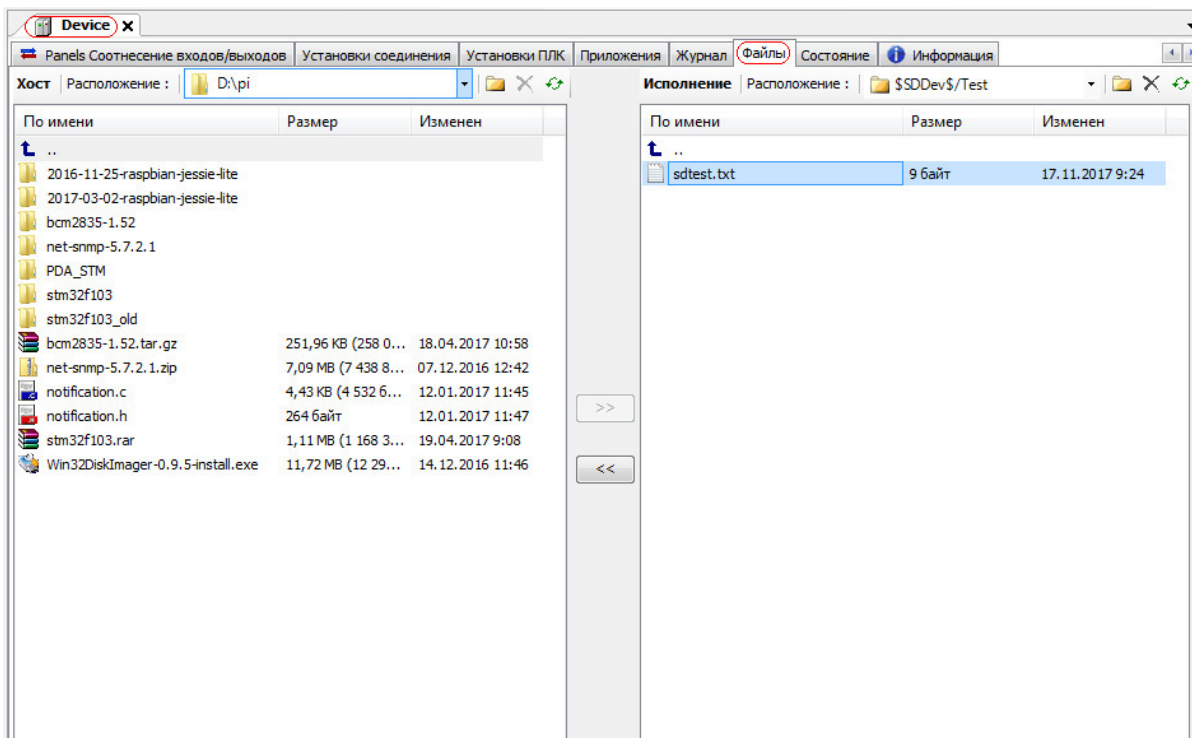 Device
Panels Соотнесение входов/выходов Установки соединения Установки ПЛК Приложения Журнал Файлы Состояние Информация
Хост Расположение : D:\pi Исполнение Расположение : $SDDev$/Test
По имени Размер Изменен По имени Размер Изменен
.. ..
2016-11-25-raspbian-jessie-lite sdtest.txt 9 байт 17.11.2017 9:24
2017-03-02-raspbian-jessie-lite
bcm2835-1.52
net-snmp-5.7.2.1
PDA_STM
stm32f103
stm32f103_old
bcm2835-1.52.tar.gz 251,96 KB (258 0... 18.04.2017 10:58
net-snmp-5.7.2.1.zip 7,09 MB (7 438 8... 07.12.2016 12:42
notification.c 4,43 KB (4 532 б... 12.01.2017 11:45
notification.h 264 байт 12.01.2017 11:47
>>
stm32f103.rar 1,11 MB (1 168 3... 19.04.2017 9:08
Win32DiskImager-0.9.5-install.exe 11,72 MB (12 29... 14.12.2016 11:46
<<